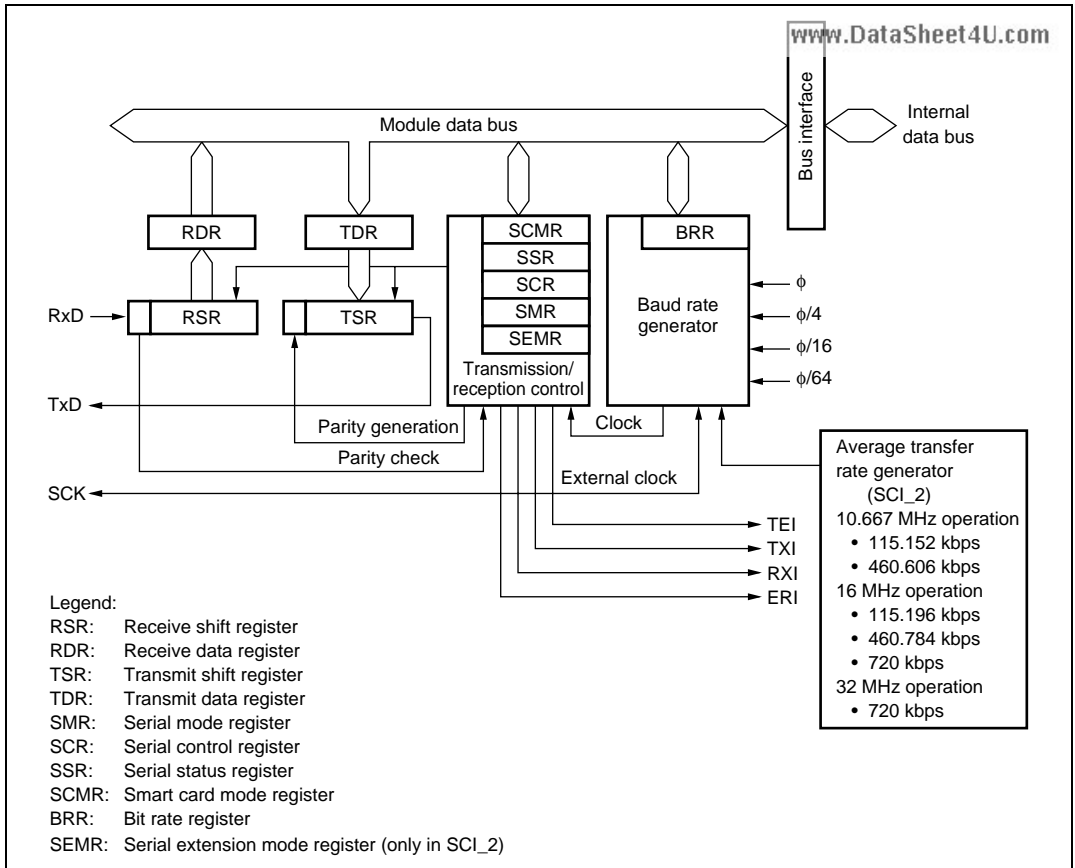 www.DataSheet4U.com
Module data bus
Bus interface
Internal
data bus
RDR
TDR
SCMR
SSR
SCR
SMR
SEMR
Transmission/
reception control
BRR
Baud rate
generator
φ
φ/4
φ/16
φ/64
RxD
RSR
TSR
TxD
Parity generation
Parity check
Clock
External clock
SCK
TEI
TXI
RXI
ERI
Average transfer
rate generator
(SCI_2)
10.667 MHz operation
• 115.152 kbps
• 460.606 kbps
16 MHz operation
• 115.196 kbps
• 460.784 kbps
• 720 kbps
32 MHz operation
• 720 kbps
Legend:
RSR: Receive shift register
RDR: Receive data register
TSR: Transmit shift register
TDR: Transmit data register
SMR: Serial mode register
SCR: Serial control register
SSR: Serial status register
SCMR: Smart card mode register
BRR: Bit rate register
SEMR: Serial extension mode register (only in SCI_2)